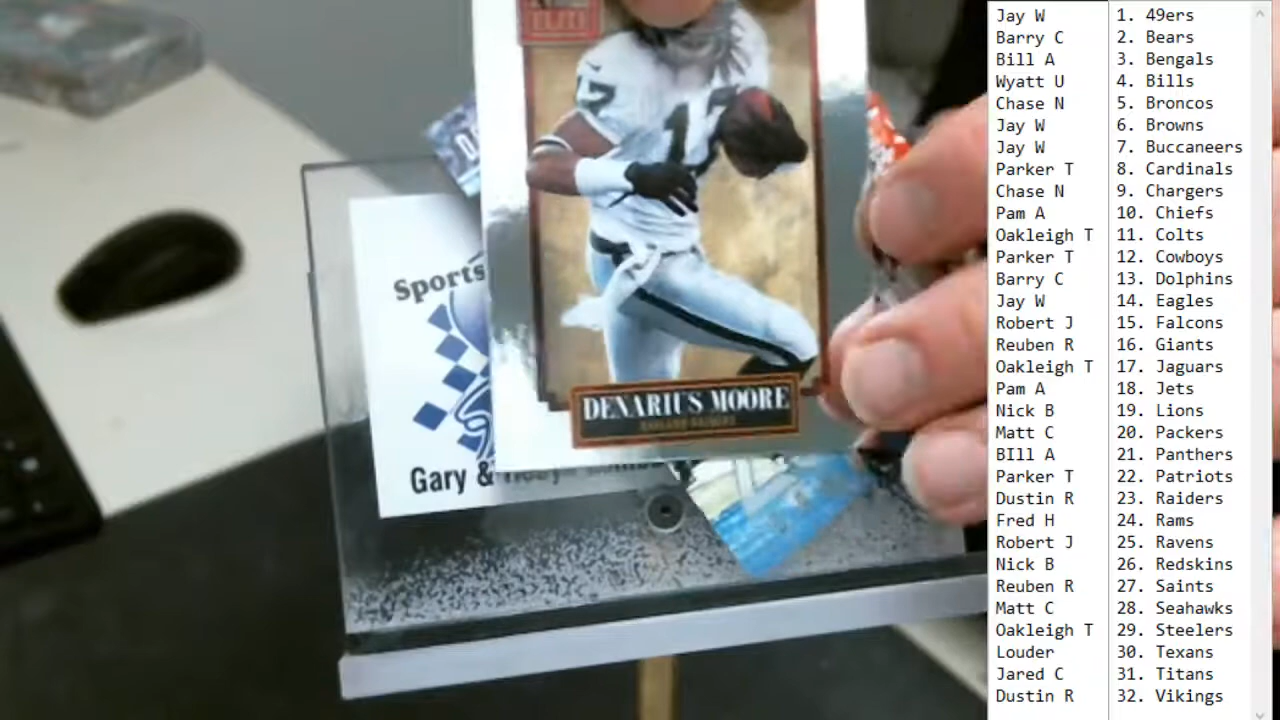 ELITE
17
DENARIUS MOORE
OAKLAND RAIDERS
Sports
Gary &
Jay W 1. 49ers
Barry C 2. Bears
Bill A 3. Bengals
Wyatt U 4. Bills
Chase N 5. Broncos
Jay W 6. Browns
Jay W 7. Buccaneers
Parker T 8. Cardinals
Chase N 9. Chargers
Pam A 10. Chiefs
Oakleigh T 11. Colts
Parker T 12. Cowboys
Barry C 13. Dolphins
Jay W 14. Eagles
Robert J 15. Falcons
Reuben R 16. Giants
Oakleigh T 17. Jaguars
Pam A 18. Jets
Nick B 19. Lions
Matt C 20. Packers
BIll A 21. Panthers
Parker T 22. Patriots
Dustin R 23. Raiders
Fred H 24. Rams
Robert J 25. Ravens
Nick B 26. Redskins
Reuben R 27. Saints
Matt C 28. Seahawks
Oakleigh T 29. Steelers
Louder 30. Texans
Jared C 31. Titans
Dustin R 32. Vikings